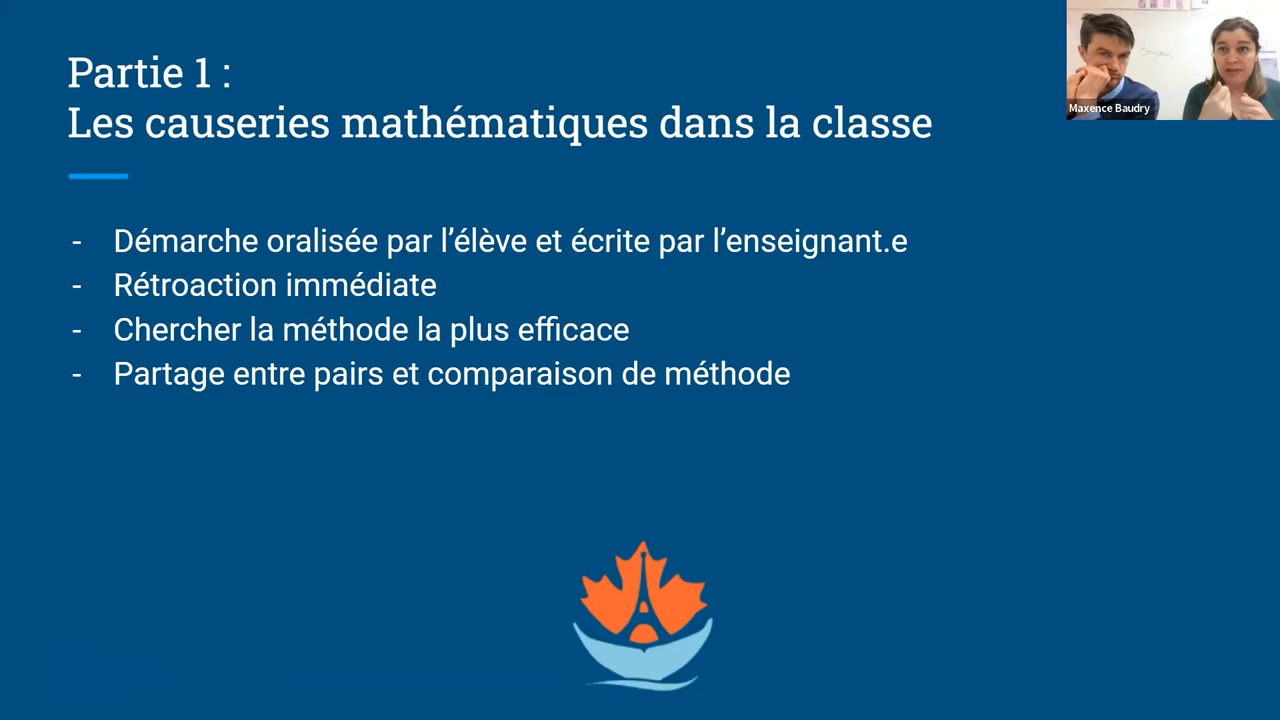 Partie 1 :
Les causeries mathématiques dans la classe
- Démarche oralisée par l’élève et écrite par l’enseignant.e
- Rétroaction immédiate
- Chercher la méthode la plus efficace
- Partage entre pairs et comparaison de méthode
Maxence Baudry